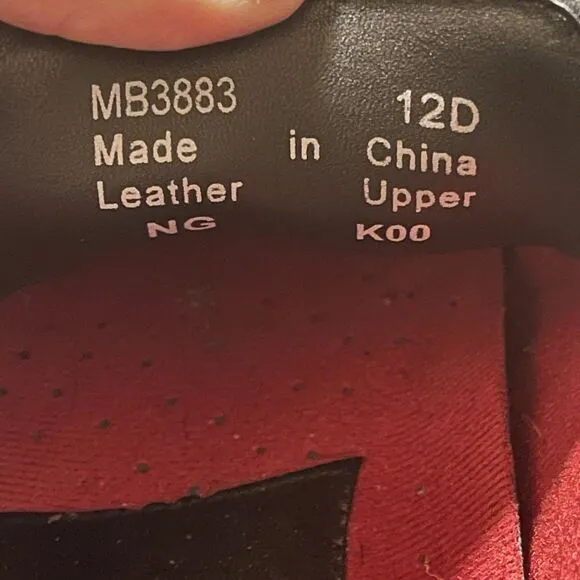 MB3883 12D
Made in China
Leather Upper
NG K00